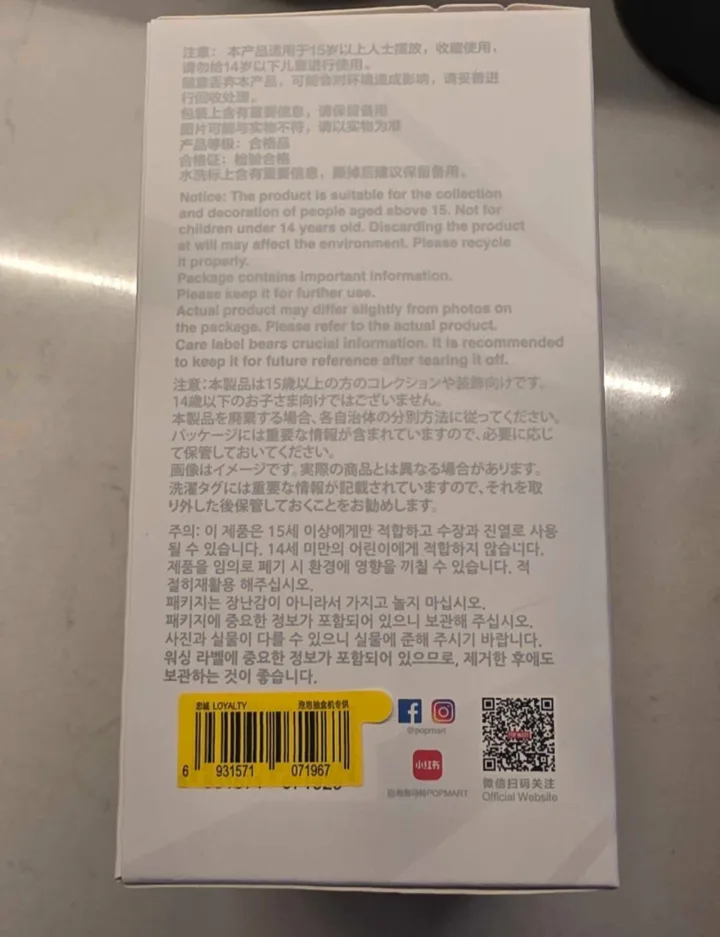 注意: 本产品适用于15岁以上人士摆放, 收藏使用,
请勿给14岁以下儿童进行使用。
随意丢弃本产品, 可能会对环境造成影响, 请妥善进
行回收处理。
包装上含有重要信息, 请保留备用
图片可能与实物不符, 请以实物为准
产品等级: 合格品
合格证: 检验合格
水洗标上含有重要信息, 撕掉后建议保留备用。
Notice: The product is suitable for the collection
and decoration of people aged above 15. Not for
children under 14 years old. Discarding the product
at will may affect the environment. Please recycle
it properly.
Package contains important information.
Please keep it for further use.
Actual product may differ slightly from photos on
the package. Please refer to the actual product.
Care label bears crucial information. It is recommended
to keep it for future reference after tearing it off.
注意:本製品は15歳以上の方のコレクションや装飾向けです。
14歳以下のお子さま向けではございません。
本製品を廃棄する場合、各自治体の分別方法に従ってください。
パッケージには重要な情報が含まれていますので、必要に応じ
て保管しておいてください。
画像はイメージです。実際の商品とは異なる場合があります。
洗濯タグには重要な情報が記載されていますので、それを取
り外した後保管しておくことをお勧めします。
주의: 이 제품은 15세 이상에게만 적합하고 수장과 진열로 사용
될 수 있습니다. 14세 미만의 어린이에게 적합하지 않습니다.
제품을 임의로 폐기 시 환경에 영향을 끼칠 수 있습니다. 적
절히재활용 해주십시오.
패키지는 장난감이 아니라서 가지고 놀지 마십시오.
패키지에 중요한 정보가 포함되어 있으니 보관해 주십시오.
사진과 실물이 다를 수 있으니 실물에 준해 주시기 바랍니다.
워싱 라벨에 중요한 정보가 포함되어 있으므로, 제거한 후에도
보관하는 것이 좋습니다.
忠诚 LOYALTY 泡泡抽盒机专供
6 931571 071967
@popmart
小红书
POPMART
POP MART
微信扫码关注
Official Website